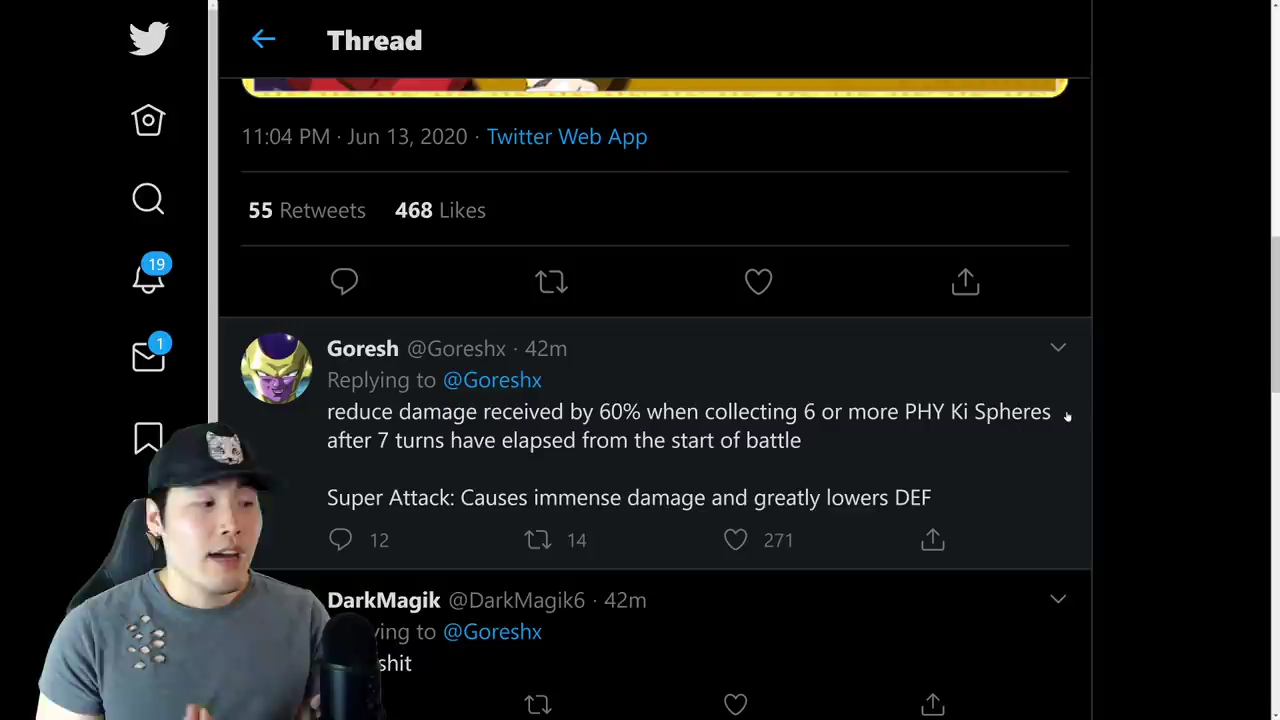 Thread
11:04 PM · Jun 13, 2020 · Twitter Web App
55 Retweets 468 Likes
19
1
Goresh @Goreshx · 42m
Replying to @Goreshx
reduce damage received by 60% when collecting 6 or more PHY Ki Spheres
after 7 turns have elapsed from the start of battle
Super Attack: Causes immense damage and greatly lowers DEF
12 14 271
DarkMagik @DarkMagik6 · 42m
ying to @Goreshx
shit